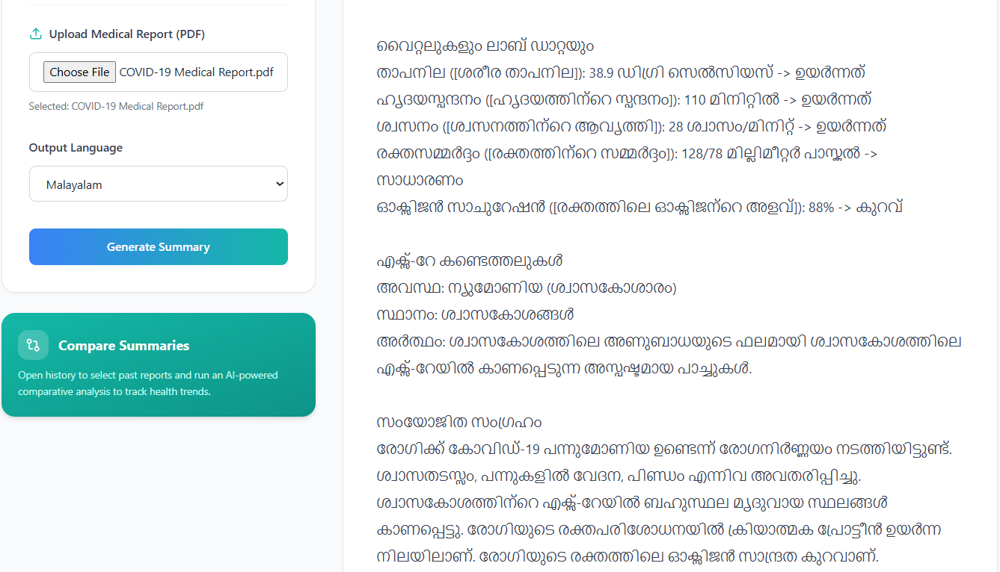 Upload Medical Report (PDF)
Choose File COVID-19 Medical Report.pdf
Selected: COVID-19 Medical Report.pdf
Output Language
Malayalam
Generate Summary
Compare Summaries
Open history to select past reports and run an AI-powered
comparative analysis to track health trends.
വൈറ്റലുകളും ലാബ് ഡാറ്റയും
താപനില ([ശരീര താപനില]): 38.9 ഡിഗ്രി സെൽസിയസ് -> ഉയർന്നത്
ഹൃദയസ്പന്ദനം ([ഹൃദയത്തിന്റെ സ്പന്ദനം]): 110 മിനിറ്റിൽ -> ഉയർന്നത്
ശ്വസനം ([ശ്വസനത്തിന്റെ ആവൃത്തി]): 28 ശ്വാസം/മിനിറ്റ് -> ഉയർന്നത്
രക്തസമ്മർദ്ദം ([രക്തത്തിന്റെ സമ്മർദ്ദം]): 128/78 മില്ലിമീറ്റർ പാസ്കൽ ->
സാധാരണം
ഓക്സിജൻ സാചുറേഷൻ ([രക്തത്തിലെ ഓക്സിജന്റെ അളവ്]): 88% -> കുറവ്
എക്സ്-റേ കണ്ടെത്തലുകൾ
അവസ്ഥ: ന്യുമോണിയ (ശ്വാസകോശാരം)
സ്ഥാനം: ശ്വാസകോശങ്ങൾ
അർത്ഥം: ശ്വാസകോശത്തിലെ അണുബാധയുടെ ഫലമായി ശ്വാസകോശത്തിലെ
എക്സ്-റേയിൽ കാണപ്പെടുന്ന അസ്പഷ്ടമായ പാച്ചുകൾ.
സംയോജിത സംഗ്രഹം
രോഗിക്ക് കോവിഡ്-19 പന്നുമോണിയ ഉണ്ടെന്ന് രോഗനിർണ്ണയം നടത്തിയിട്ടുണ്ട്.
ശ്വാസതടസ്സം, പന്നുകളിൽ വേദന, പിണ്ഡം എന്നിവ അവതരിപ്പിച്ചു.
ശ്വാസകോശത്തിന്റെ എക്സ്-റേയിൽ ബഹുസ്ഥല മൃദുവായ സ്ഥലങ്ങൾ
കാണപ്പെട്ടു. രോഗിയുടെ രക്തപരിശോധനയിൽ ക്രിയാത്മക പ്രോട്ടീൻ ഉയർന്ന
നിലയിലാണ്. രോഗിയുടെ രക്തത്തിലെ ഓക്സിജൻ സാന്ദ്രത കുറവാണ്.